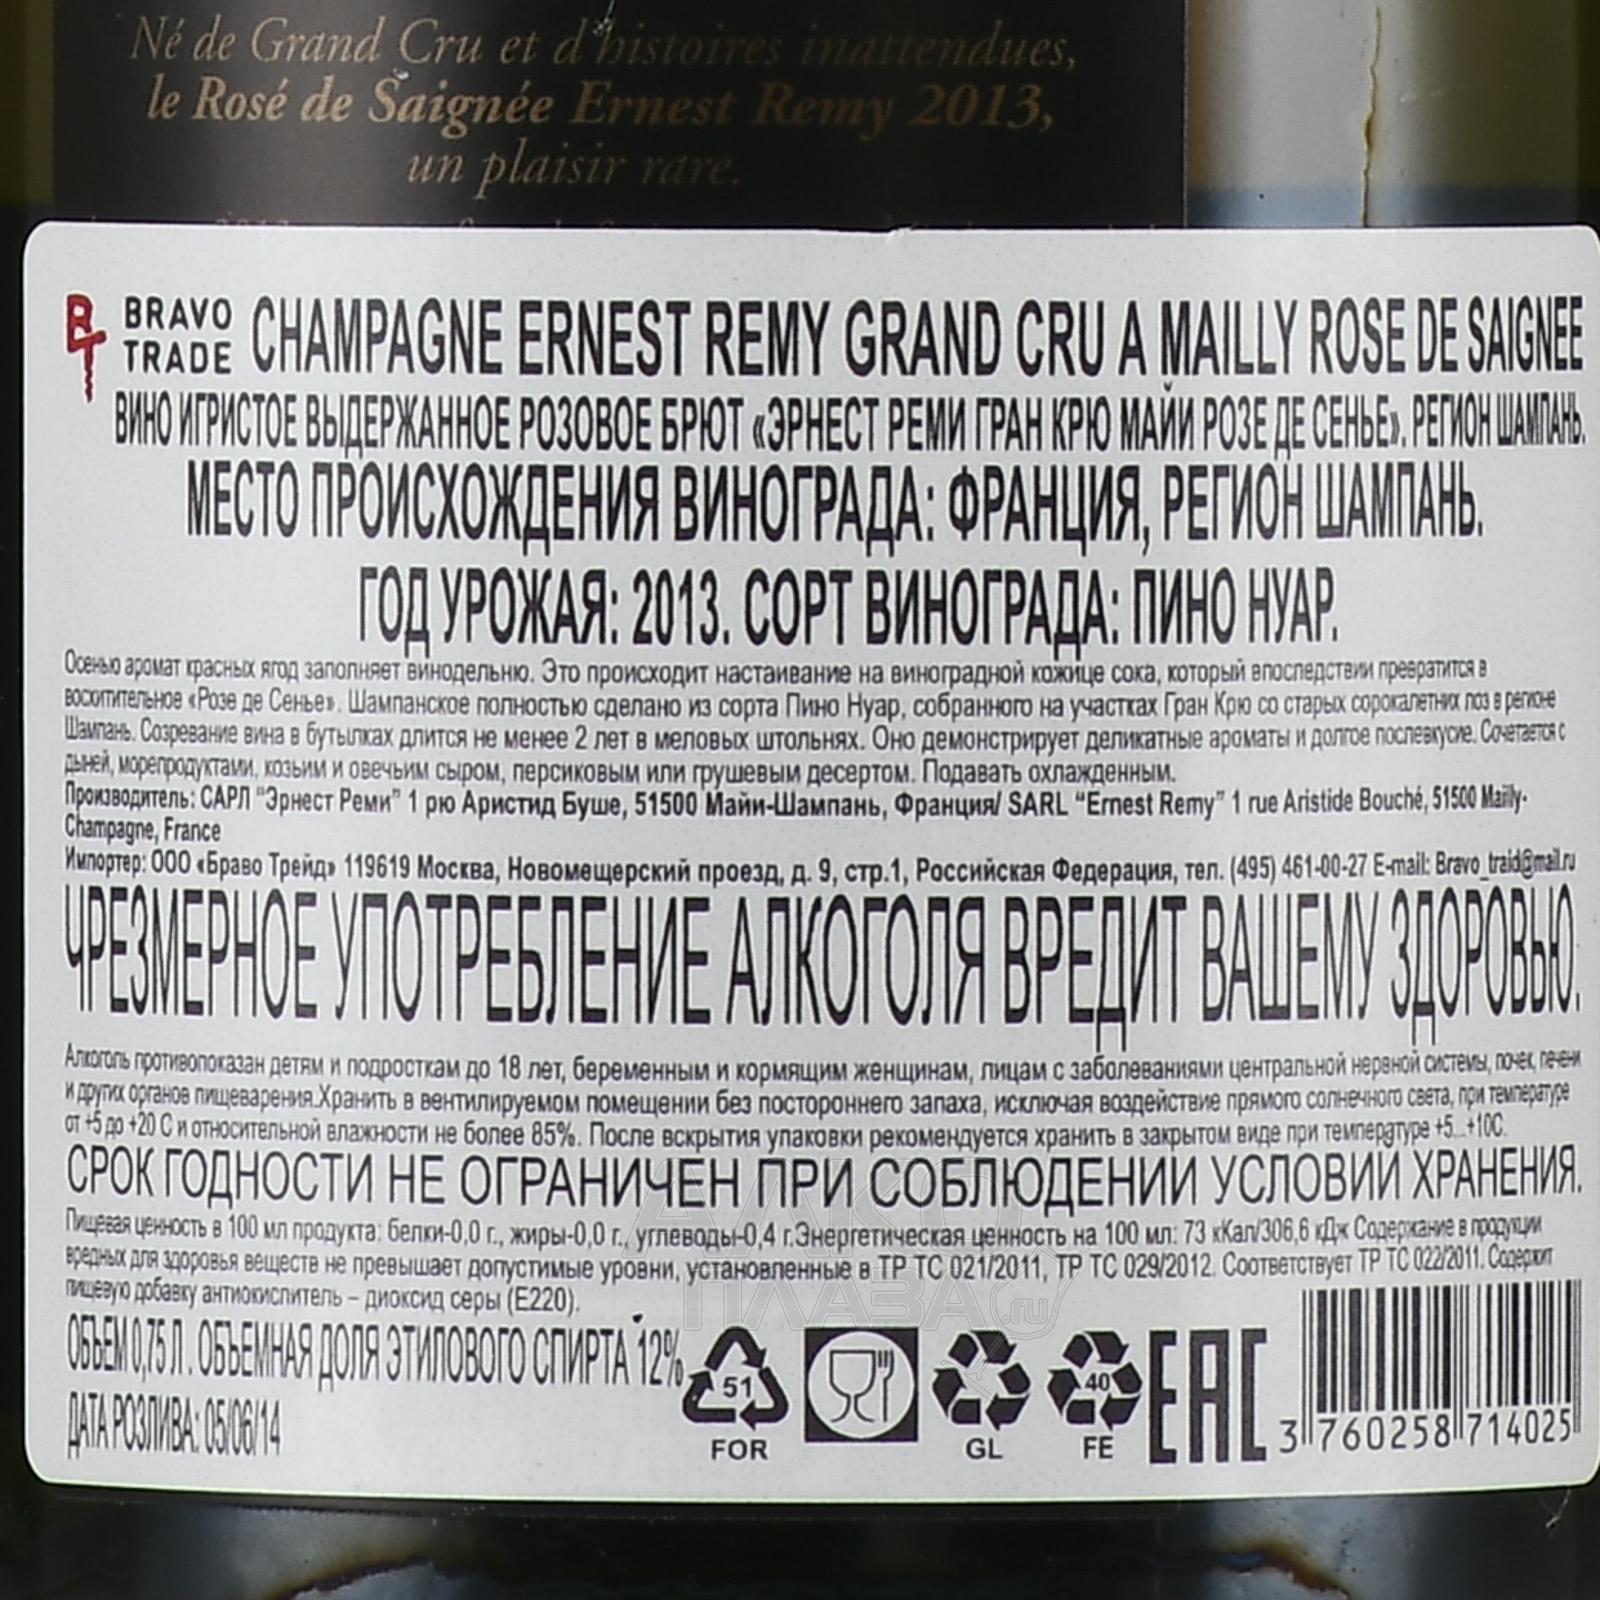 Né de Grand Cru et d'histoires inattendues,
le Rosé de Saignée Ernest Remy 2013,
un plaisir rare.
BRAVO
TRADE
CHAMPAGNE ERNEST REMY GRAND CRU A MAILLY ROSE DE SAIGNEE
ВИНО ИГРИСТОЕ ВЫДЕРЖАННОЕ РОЗОВОЕ БРЮТ «ЭРНЕСТ РЕМИ ГРАН КРЮ МАЙИ РОЗЕ ДЕ СЕНЬЕ». РЕГИОН ШАМПАНЬ.
МЕСТО ПРОИСХОЖДЕНИЯ ВИНОГРАДА: ФРАНЦИЯ, РЕГИОН ШАМПАНЬ.
ГОД УРОЖАЯ: 2013. СОРТ ВИНОГРАДА: ПИНО НУАР.
Осенью аромат красных ягод заполняет винодельню. Это происходит настаивание на виноградной кожице сока, который впоследствии превратится в
восхитительное «Розе де Сенье». Шампанское полностью сделано из сорта Пино Нуар, собранного на участках Гран Крю со старых сорокалетних лоз в регионе
Шампань. Созревание вина в бутылках длится не менее 2 лет в меловых штольнях. Оно демонстрирует деликатные ароматы и долгое послевкусие. Сочетается с
дыней, морепродуктами, козьим и овечьим сыром, персиковым или грушевым десертом. Подавать охлажденным.
Производитель: САРЛ "Эрнест Реми" 1 рю Аристид Буше, 51500 Майи-Шампань, Франция/ SARL "Ernest Remy" 1 rue Aristide Bouché, 51500 Mailly-
Champagne, France
Импортер: ООО «Браво Трейд» 119619 Москва, Новомещерский проезд, д. 9, стр.1, Российская Федерация, тел. (495) 461-00-27 E-mail: Bravo_traid@mail.ru
ЧРЕЗМЕРНОЕ УПОТРЕБЛЕНИЕ АЛКОГОЛЯ ВРЕДИТ ВАШЕМУ ЗДОРОВЬЮ.
Алкоголь противопоказан детям и подросткам до 18 лет, беременным и кормящим женщинам, лицам с заболеваниями центральной нервной системы, почек, печени
и других органов пищеварения.Хранить в вентилируемом помещении без постороннего запаха, исключая воздействие прямого солнечного света, при температуре
от +5 до +20 С и относительной влажности не более 85%. После вскрытия упаковки рекомендуется хранить в закрытом виде при температуре +5...+10С.
СРОК ГОДНОСТИ НЕ ОГРАНИЧЕН ПРИ СОБЛЮДЕНИИ УСЛОВИЙ ХРАНЕНИЯ.
Пищевая ценность в 100 мл продукта: белки-0,0 г., жиры-0,0 г., углеводы-0,4 г.Энергетическая ценность на 100 мл: 73 кКал/306,6 кДж Содержание в продукции
вредных для здоровья веществ не превышает допустимые уровни, установленные в ТР ТС 021/2011, ТР ТС 029/2012. Соответствует ТР ТС 022/2011. Содержит
пищевую добавку антиокислитель – диоксид серы (Е220).
АЛКО
ПЛАЗА.ru
ОБЪЕМ 0,75 Л . ОБЪЕМНАЯ ДОЛЯ ЭТИЛОВОГО СПИРТА 12%
ДАТА РОЗЛИВА: 05/06/14
51
FOR
GL
40
FE
EAC
3 760258 714025